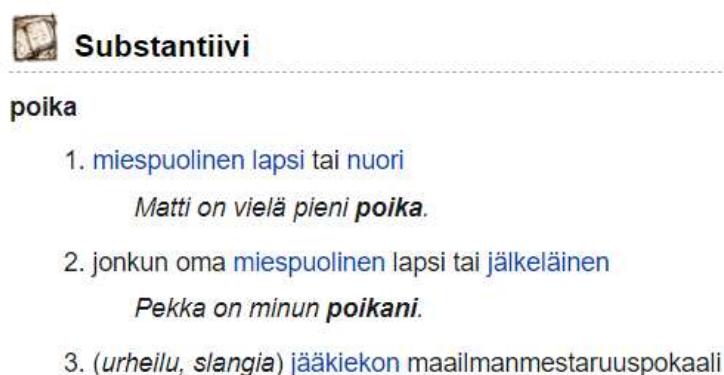 Substantiivi
poika
1. miespuolinen lapsi tai nuori
Matti on vielä pieni poika.
2. jonkun oma miespuolinen lapsi tai jälkeläinen
Pekka on minun poikani.
3. (urheilu, slangia) jääkiekon maailmanmestaruuspokaali